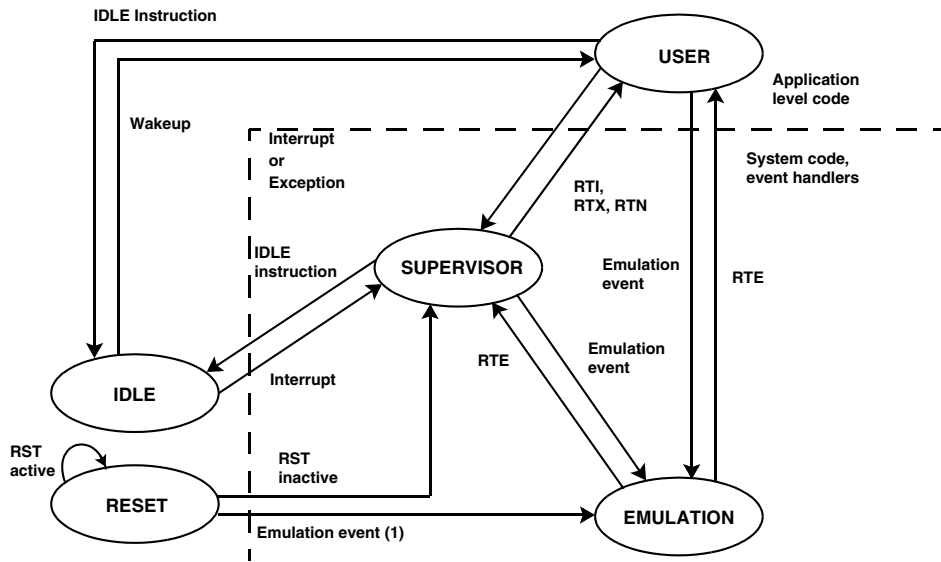 IDLE Instruction
USER
Application
level code
Wakeup
Interrupt
or
Exception
System code,
event handlers
RTI,
RTX, RTN
IDLE
instruction
SUPERVISOR
Emulation
event
RTE
RTE
Emulation
event
Interrupt
IDLE
RST
active
RST
inactive
RESET
Emulation event (1)
EMULATION